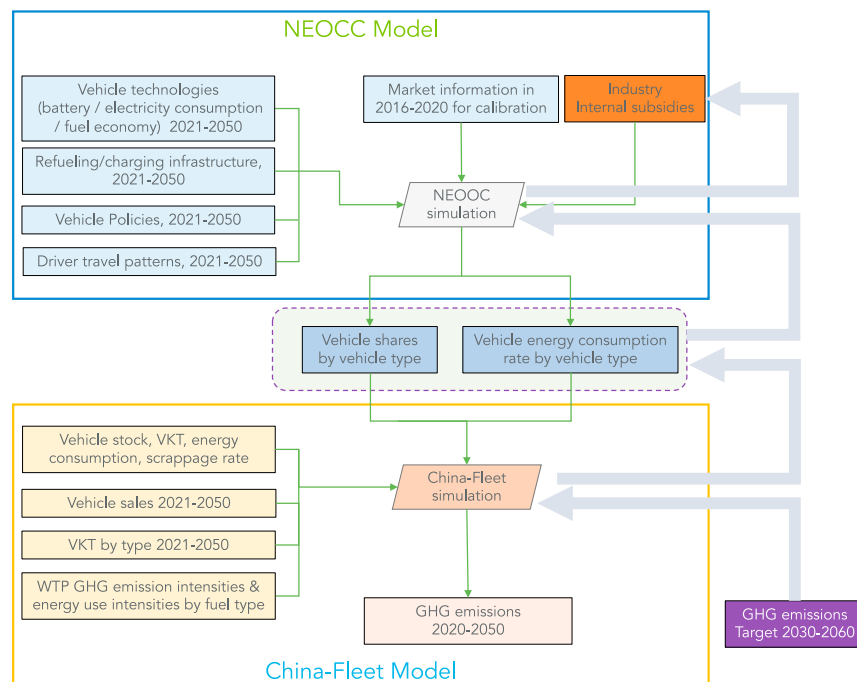 NEOCC Model
Vehicle technologies
(battery / electricity consumption
/ fuel economy) 2021-2050
Refueling/charging infrastructure,
2021-2050
Vehicle Policies, 2021-2050
Driver travel patterns, 2021-2050
Market information in
2016-2020 for calibration
Industry
Internal subsidies
NEOOC
simulation
Vehicle shares
by vehicle type
Vehicle energy consumption
rate by vehicle type
Vehicle stock, VKT, energy
consumption, scrappage rate
Vehicle sales 2021-2050
VKT by type 2021-2050
WTP GHG emission intensities &
energy use intensities by fuel type
China-Fleet
simulation
GHG emissions
2020-2050
GHG emissions
Target 2030-2060
China-Fleet Model